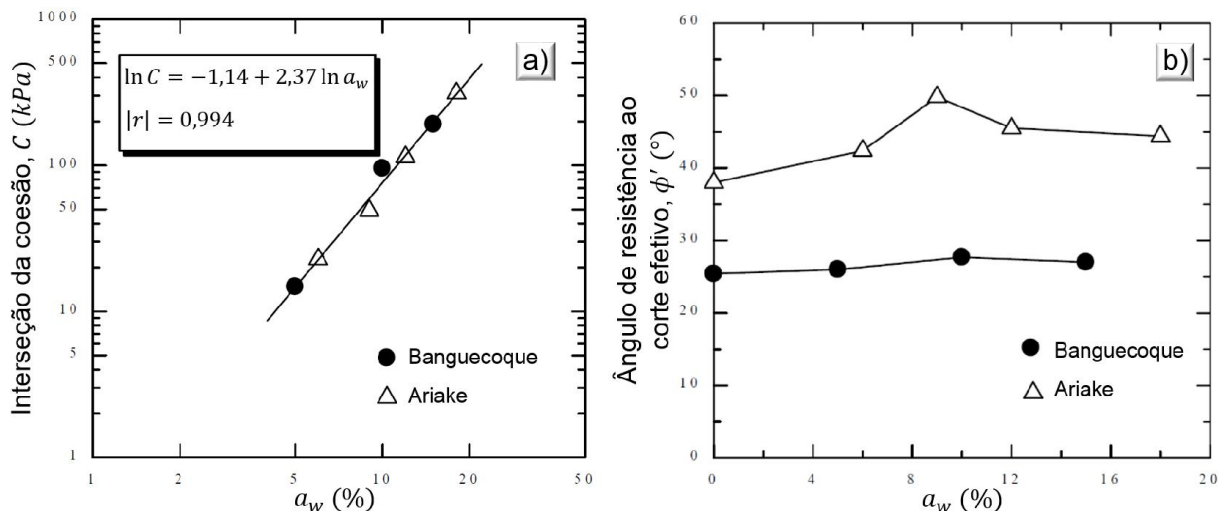 a)
ln C = −1,14 + 2,37 ln a_w
|r| = 0,994
Interseção da coesão, C (kPa)
1000
500
100
50
10
5
1
Banguecoque
Ariake
1 2 5 10 20 50
a_w (%)
b)
Ângulo de resistência ao
corte efetivo, ϕ′ (°)
60
50
40
30
20
10
0
Banguecoque
Ariake
0 4 8 12 16 20
a_w (%)